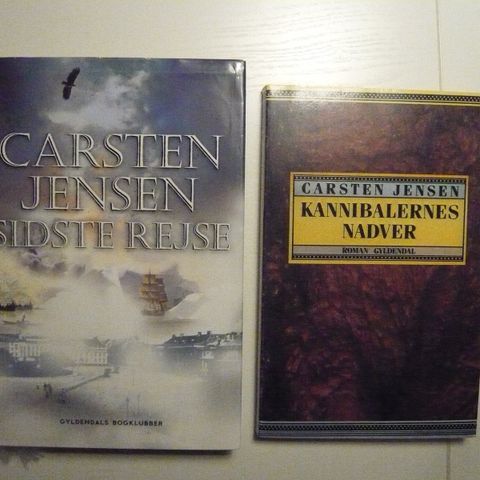 CARSTEN
JENSEN
SIDSTE REJSE
GYLDENDALS BOGKLUBBER
CARSTEN JENSEN
KANNIBALERNES
NADVER
ROMAN GYLDENDAL